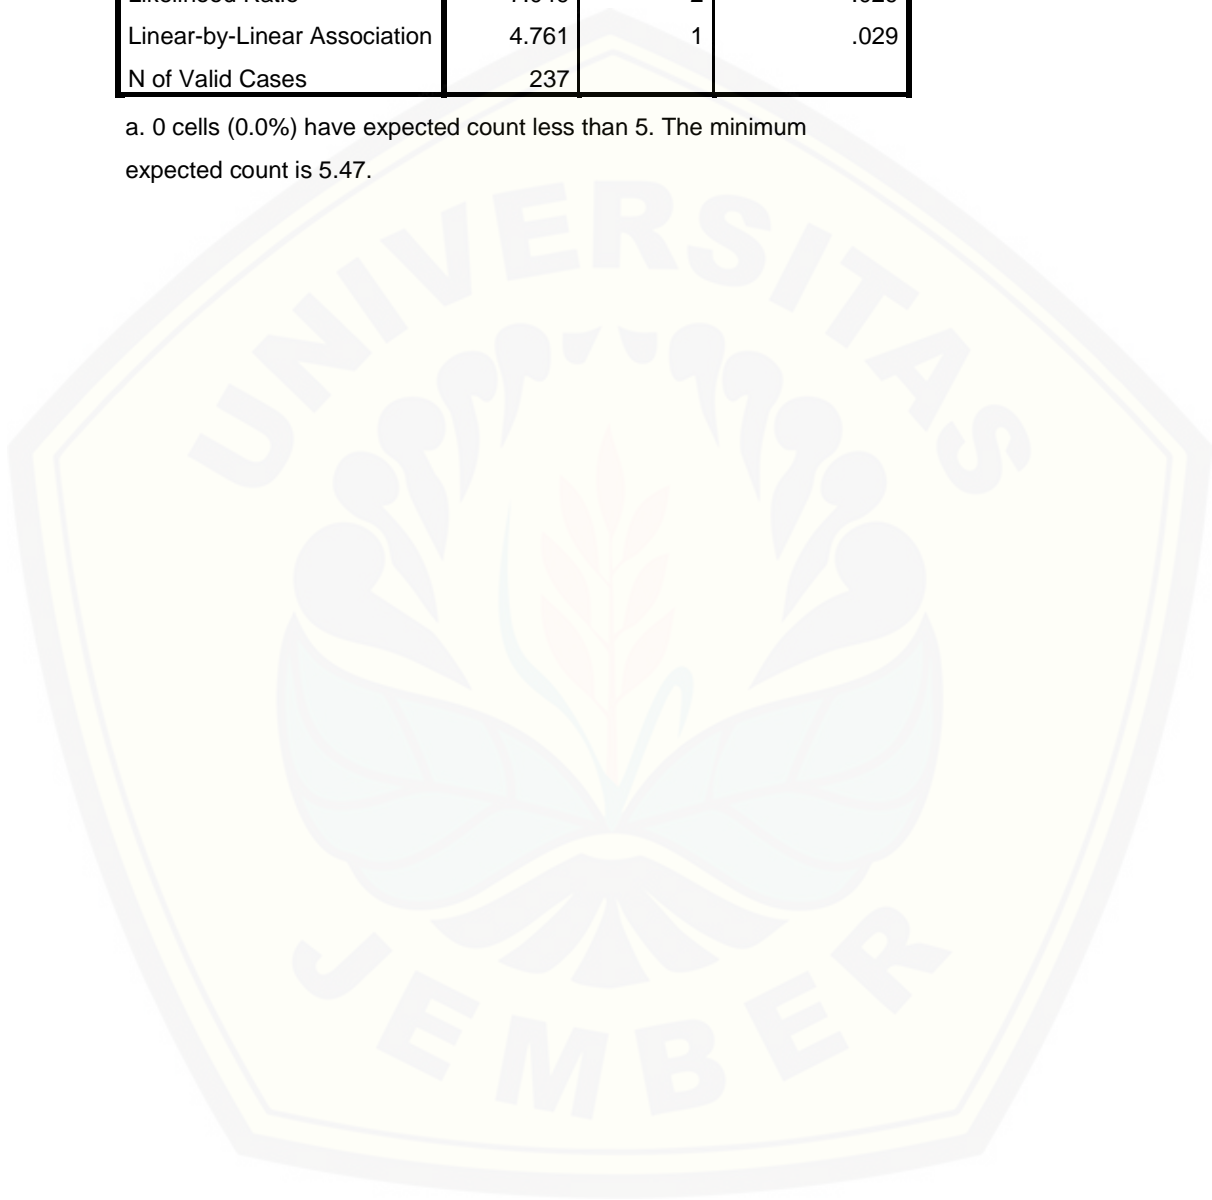 Linear-by-Linear Association 4.761 1 .029
N of Valid Cases 237
a. 0 cells (0.0%) have expected count less than 5. The minimum
expected count is 5.47.
UNIVERSITAS
JEMBER